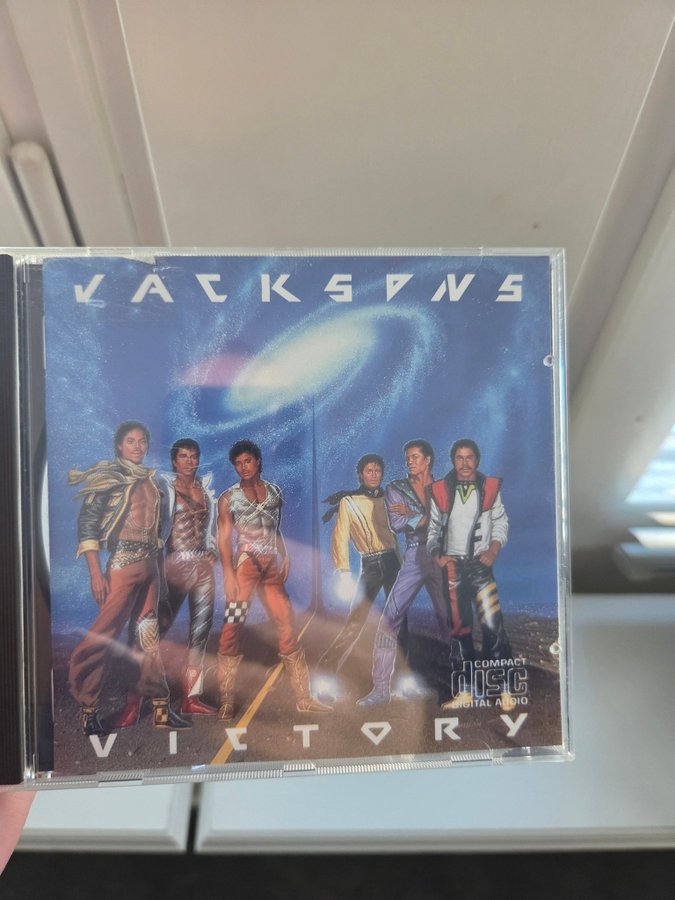 JACKSONS
COMPACT
disc
DIGITAL AUDIO
VICTORY